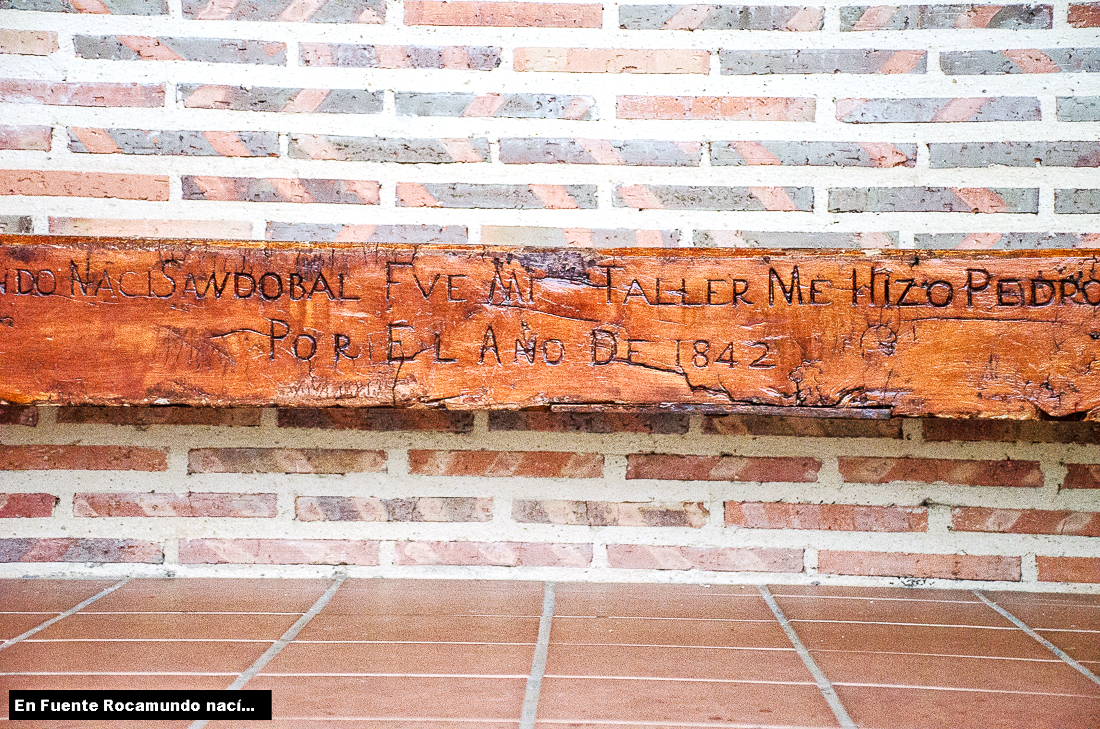 NDO NACI SANDOBAL FVE MI TALLER ME HIZO PEDRO
POR EL AÑO DE 1842
En Fuente Rocamundo nací...